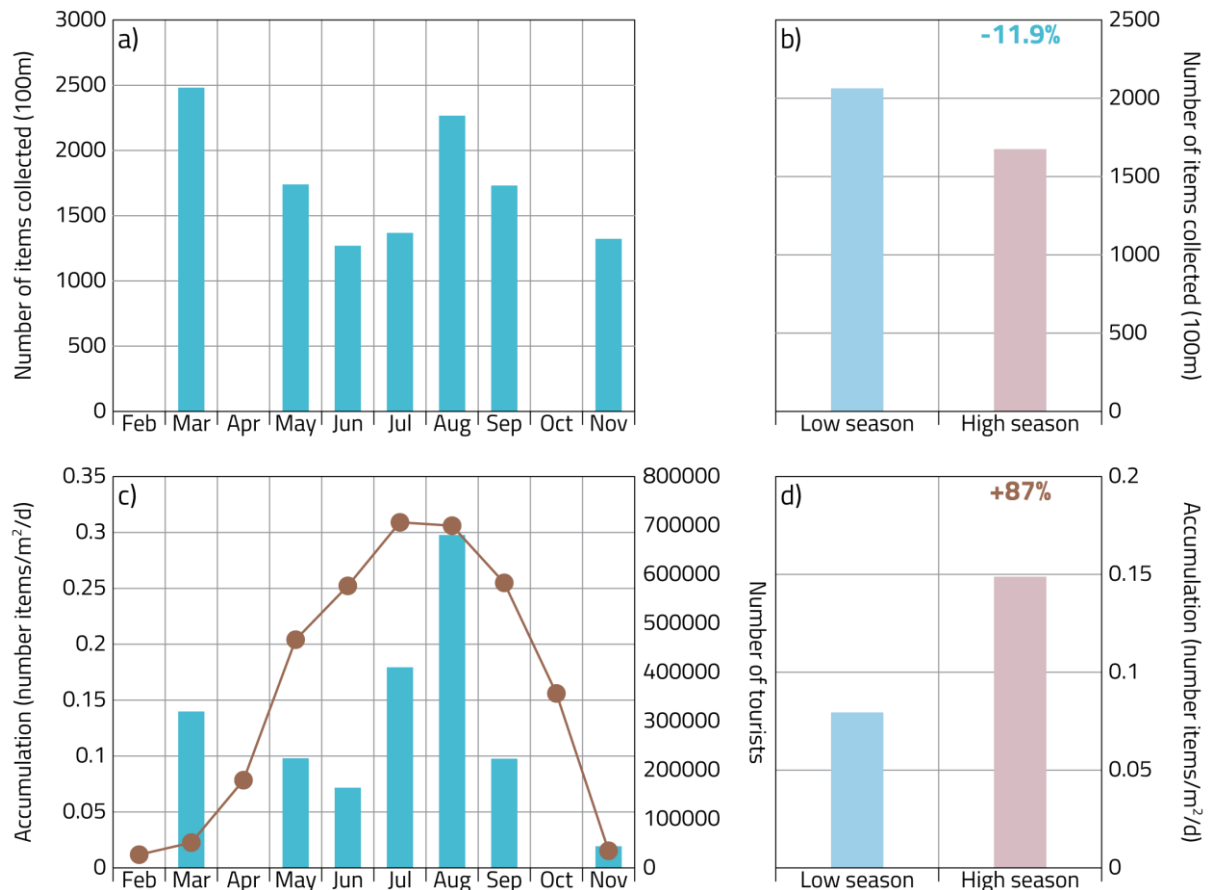 a)
Number of items collected (100m)
3000
2500
2000
1500
1000
500
0
Feb Mar Apr May Jun Jul Aug Sep Oct Nov
b)
-11.9%
2500
2000
1500
1000
500
0
Number of items collected (100m)
Low season High season
c)
Accumulation (number items/m²/d)
0.35
0.3
0.25
0.2
0.15
0.1
0.05
0
800000
700000
600000
500000
400000
300000
200000
100000
0
Number of tourists
Feb Mar Apr May Jun Jul Aug Sep Oct Nov
d)
+87%
0.2
0.15
0.1
0.05
0
Accumulation (number items/m²/d)
Low season High season